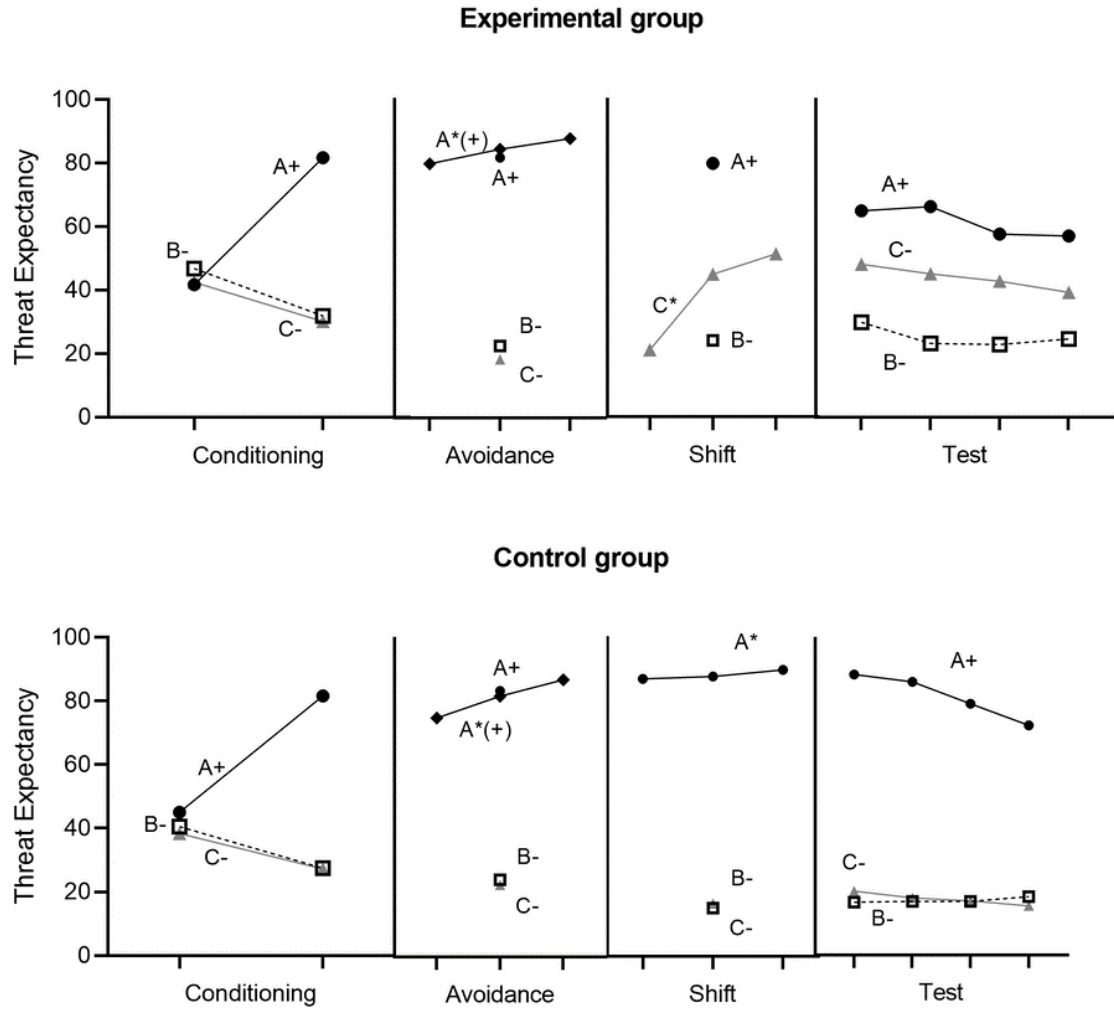 Experimental group
100
80
60
40
20
0
Threat Expectancy
A+
B-
C-
A*(+)
A+
B-
C-
A+
C*
B-
A+
C-
B-
Conditioning
Avoidance
Shift
Test
Control group
100
80
60
40
20
0
Threat Expectancy
A+
B-
C-
A+
A*(+)
B-
C-
A*
B-
C-
A+
C-
B-
Conditioning
Avoidance
Shift
Test